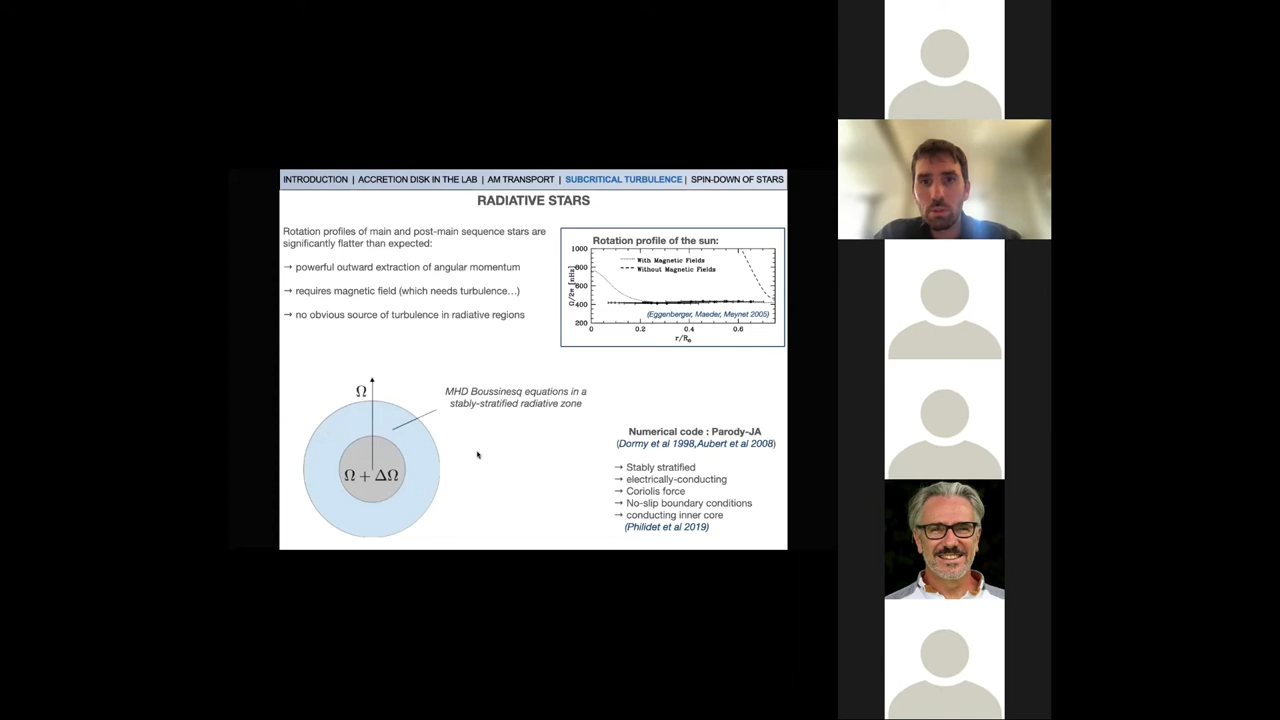 INTRODUCTION | ACCRETION DISK IN THE LAB | AM TRANSPORT | SUBCRITICAL TURBULENCE | SPIN-DOWN OF STARS
RADIATIVE STARS
Rotation profiles of main and post-main sequence stars are
significantly flatter than expected:
→ powerful outward extraction of angular momentum
→ requires magnetic field (which needs turbulence...)
→ no obvious source of turbulence in radiative regions
Rotation profile of the sun:
With Magnetic Fields
Without Magnetic Fields
1000
800
600
400
200
Ω/2π [nHz]
(Eggenberger, Maeder, Meynet 2005)
0
0.2
0.4
0.6
r/R⊙
Ω
Ω + ΔΩ
MHD Boussinesq equations in a
stably-stratified radiative zone
Numerical code : Parody-JA
(Dormy et al 1998,Aubert et al 2008)
→ Stably stratified
→ electrically-conducting
→ Coriolis force
→ No-slip boundary conditions
→ conducting inner core
(Philidet et al 2019)